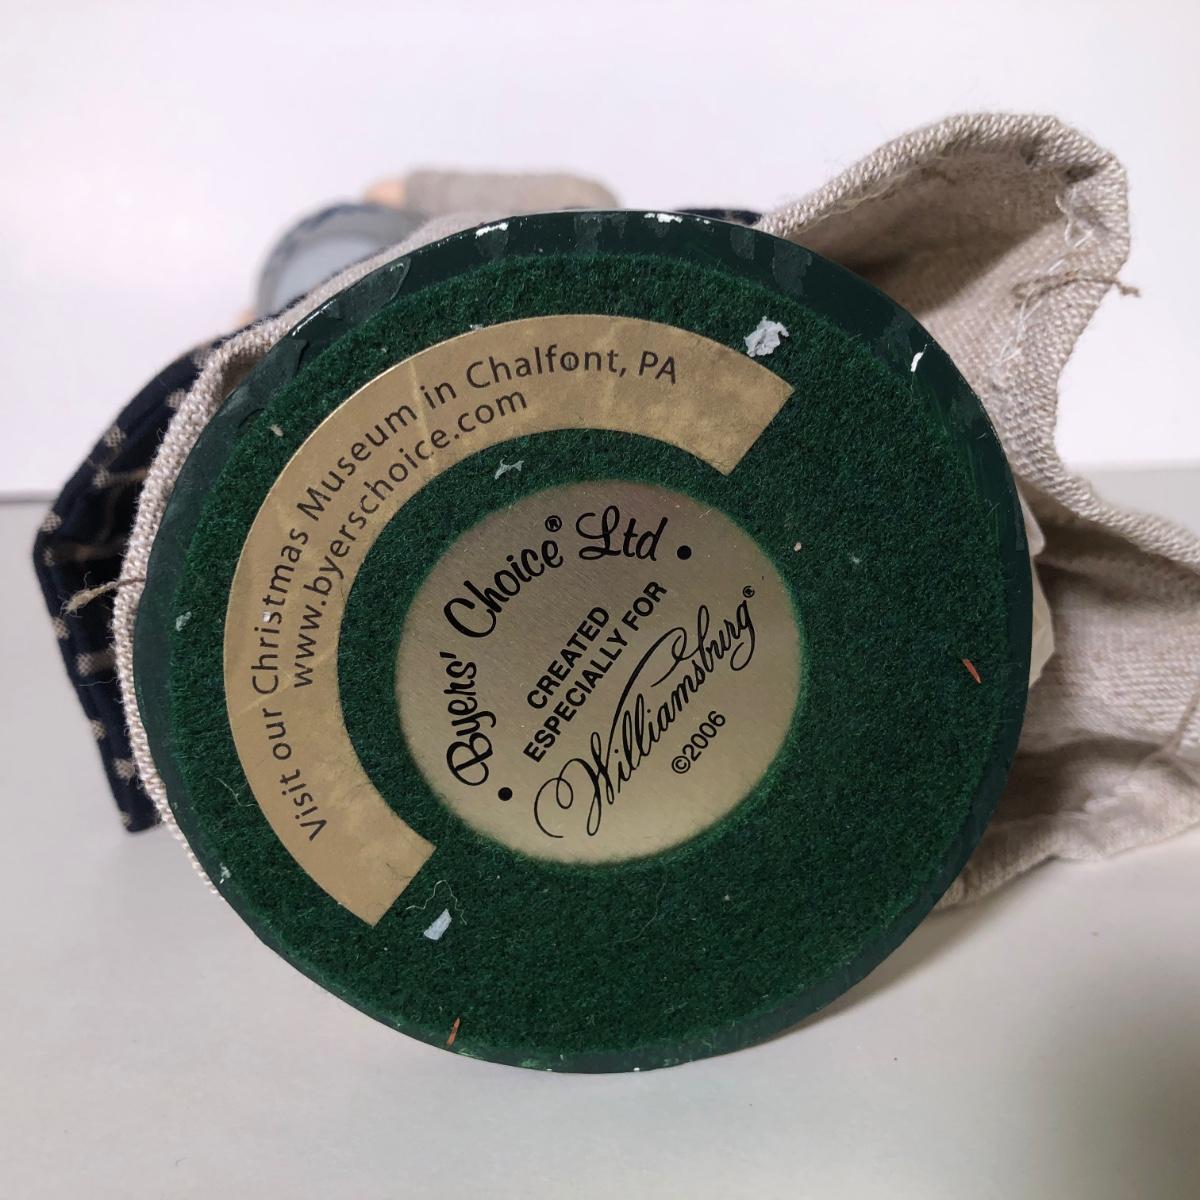 Visit our Christmas Museum in Chalfont, PA
www.byerschoice.com
Byers' Choice® Ltd
CREATED
ESPECIALLY FOR
Williamsburg®
©2006